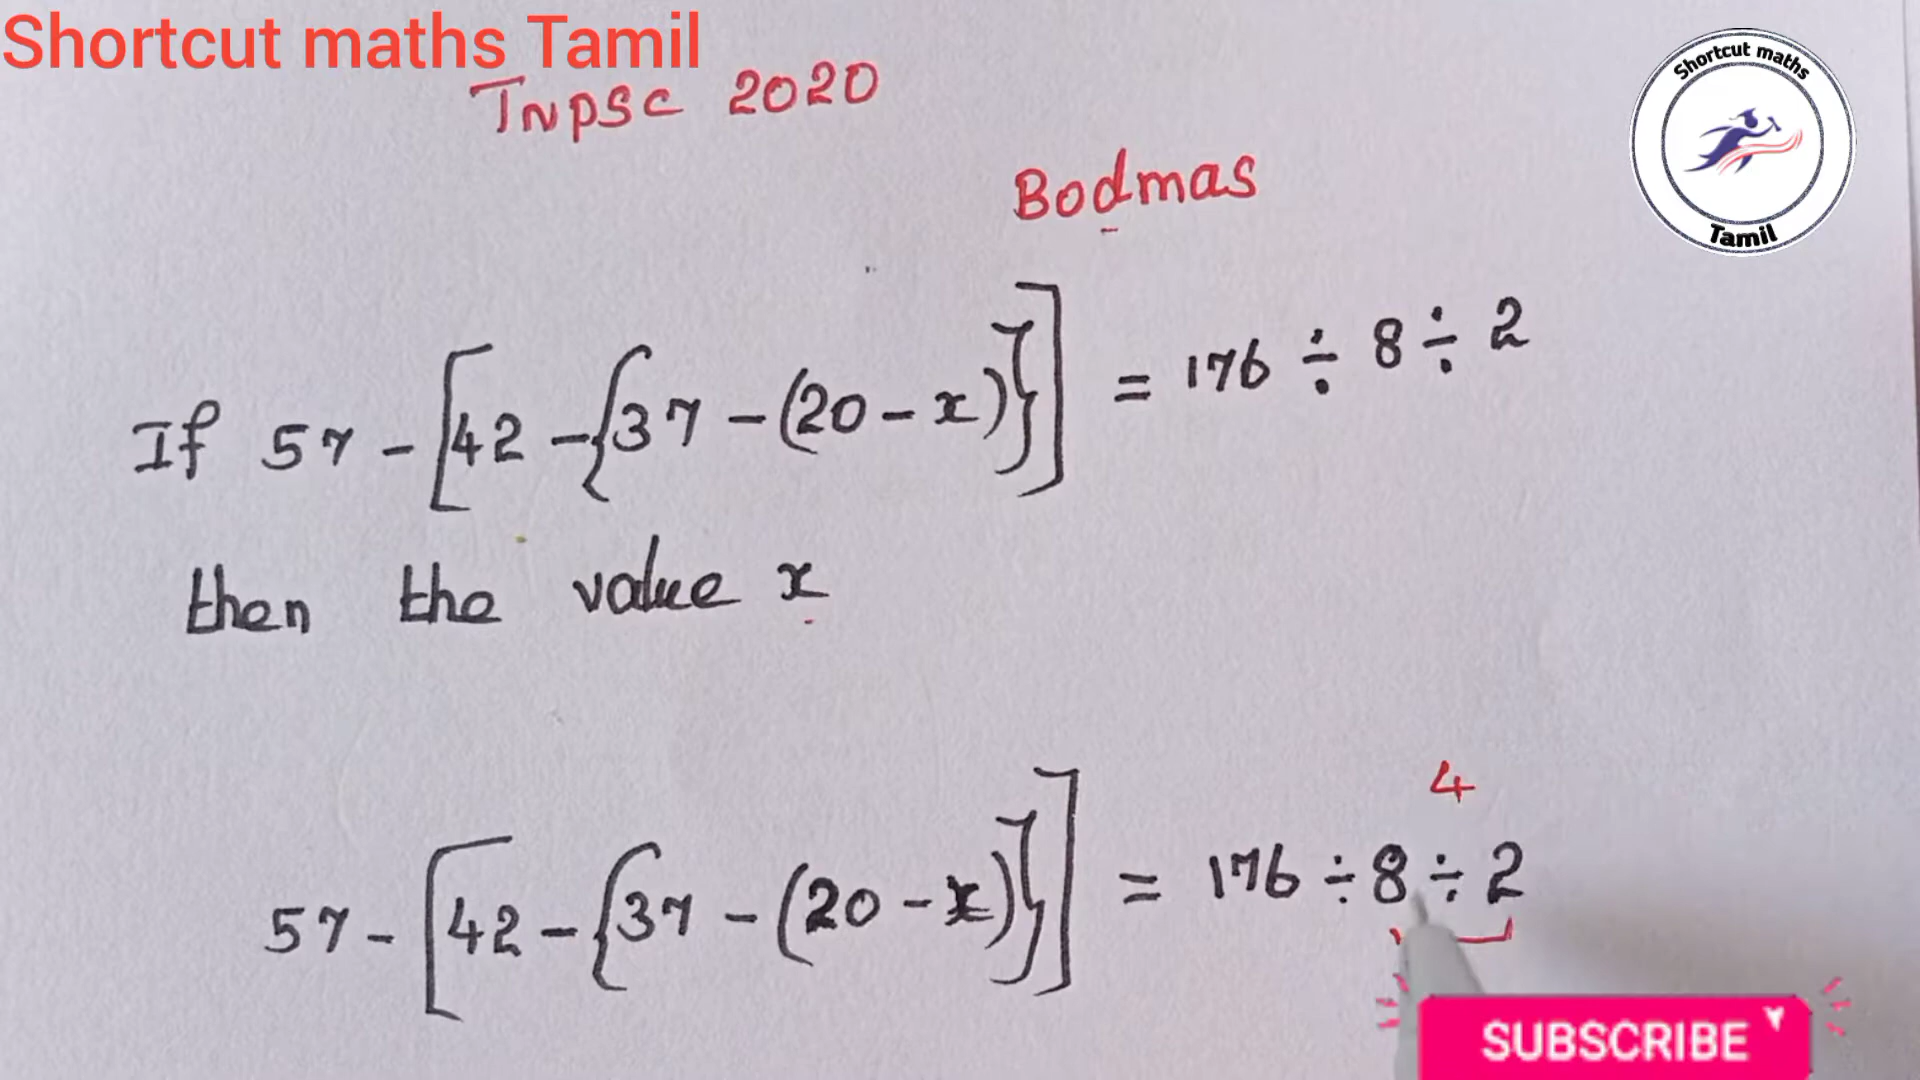 Shortcut maths Tamil
TNPSC 2020
Shortcut maths
Tamil
Bodmas
If 57 - [42 - {37 - (20 - x)}] = 176 ÷ 8 ÷ 2
then the value x
4
57 - [42 - {37 - (20 - x)}] = 176 ÷ 8 ÷ 2
SUBSCRIBE